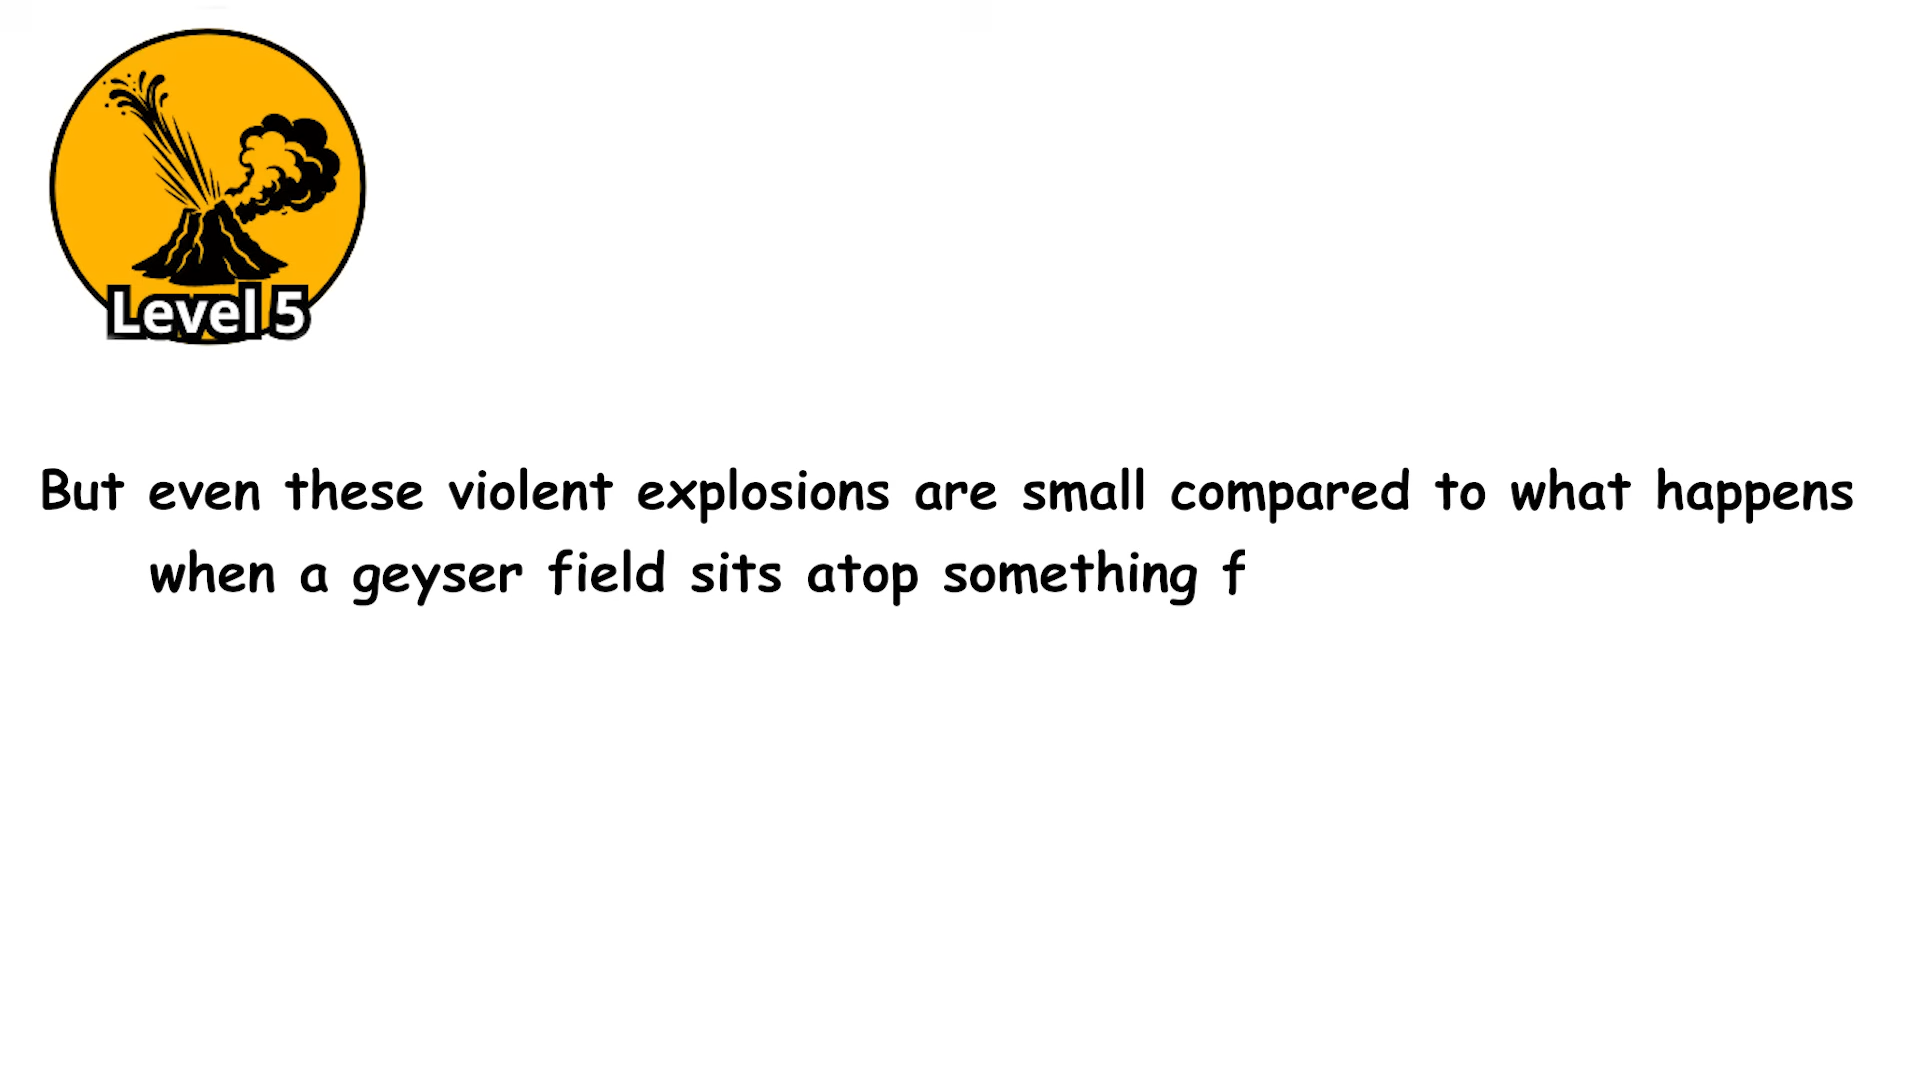 Level 5
But even these violent explosions are small compared to what happens
when a geyser field sits atop something f